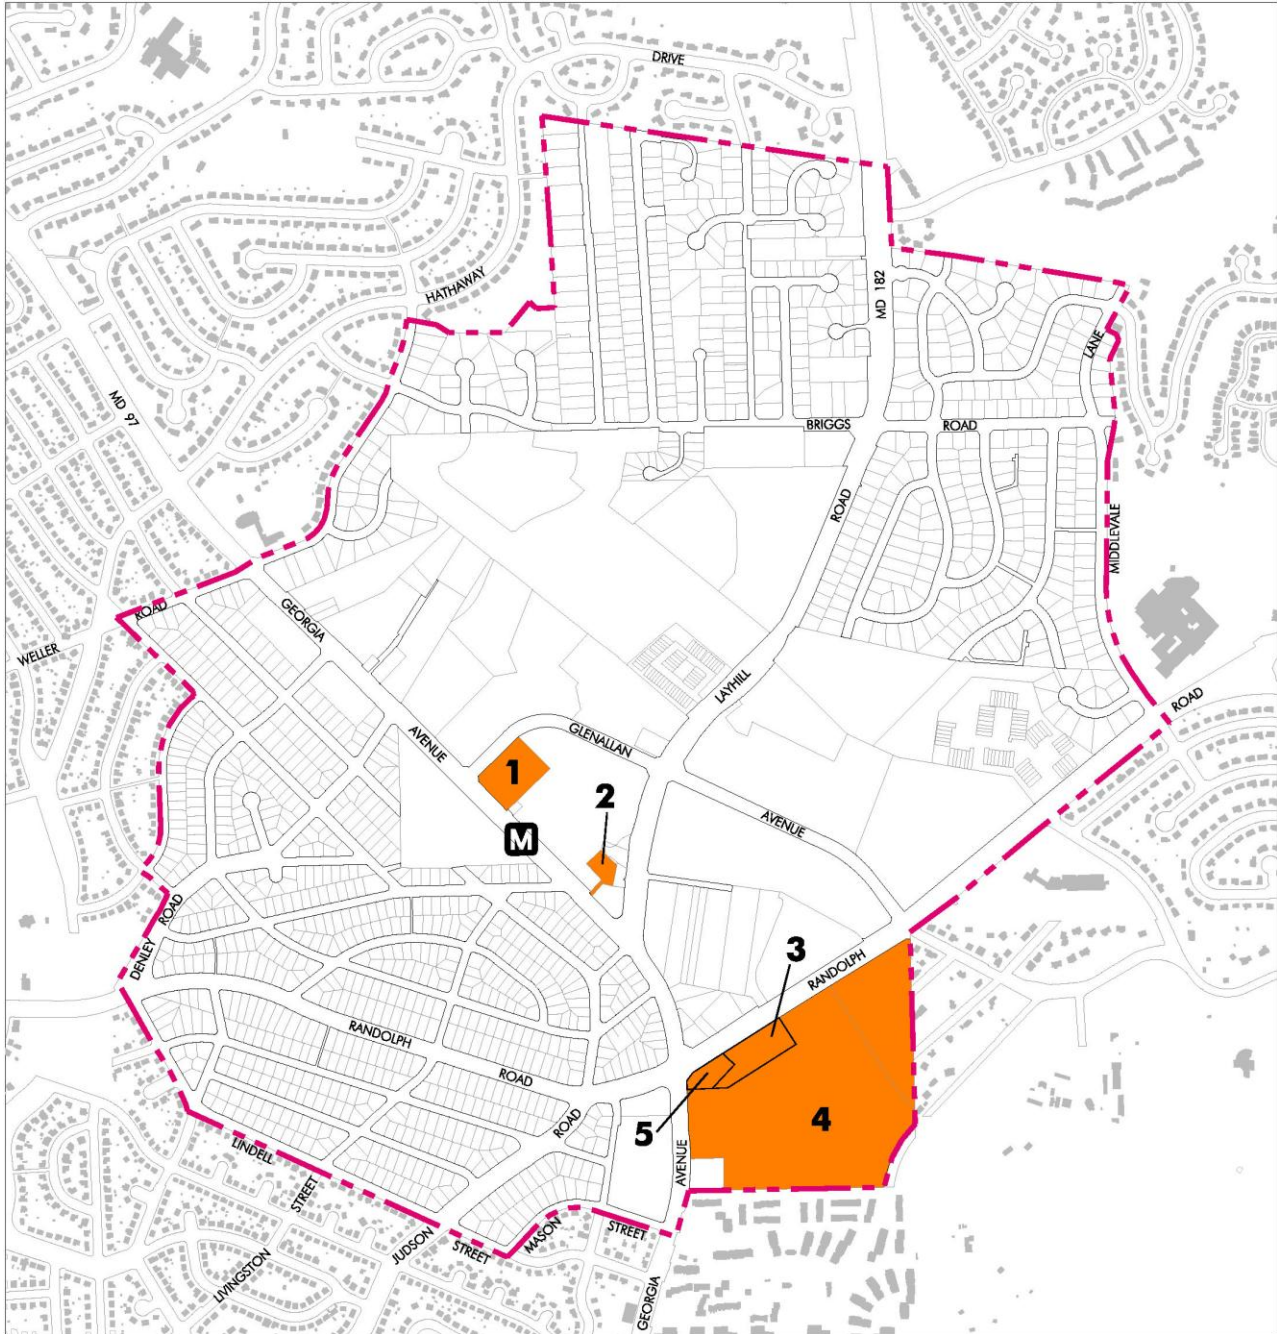 DRIVE
HATHAWAY
MD 182
LANE
MD 97
BRIGGS
ROAD
ROAD
MIDDLEVALE
GEORGIA
ROAD
WELLER
LAYHILL
ROAD
AVENUE
GLENALLAN
1
2
M
AVENUE
ROAD
DENLEY
3
RANDOLPH
RANDOLPH
ROAD
ROAD
5
4
AVENUE
LINDELL
STREET
MASON
STREET
JUDSON
STREET
LIVINGSTON
GEORGIA